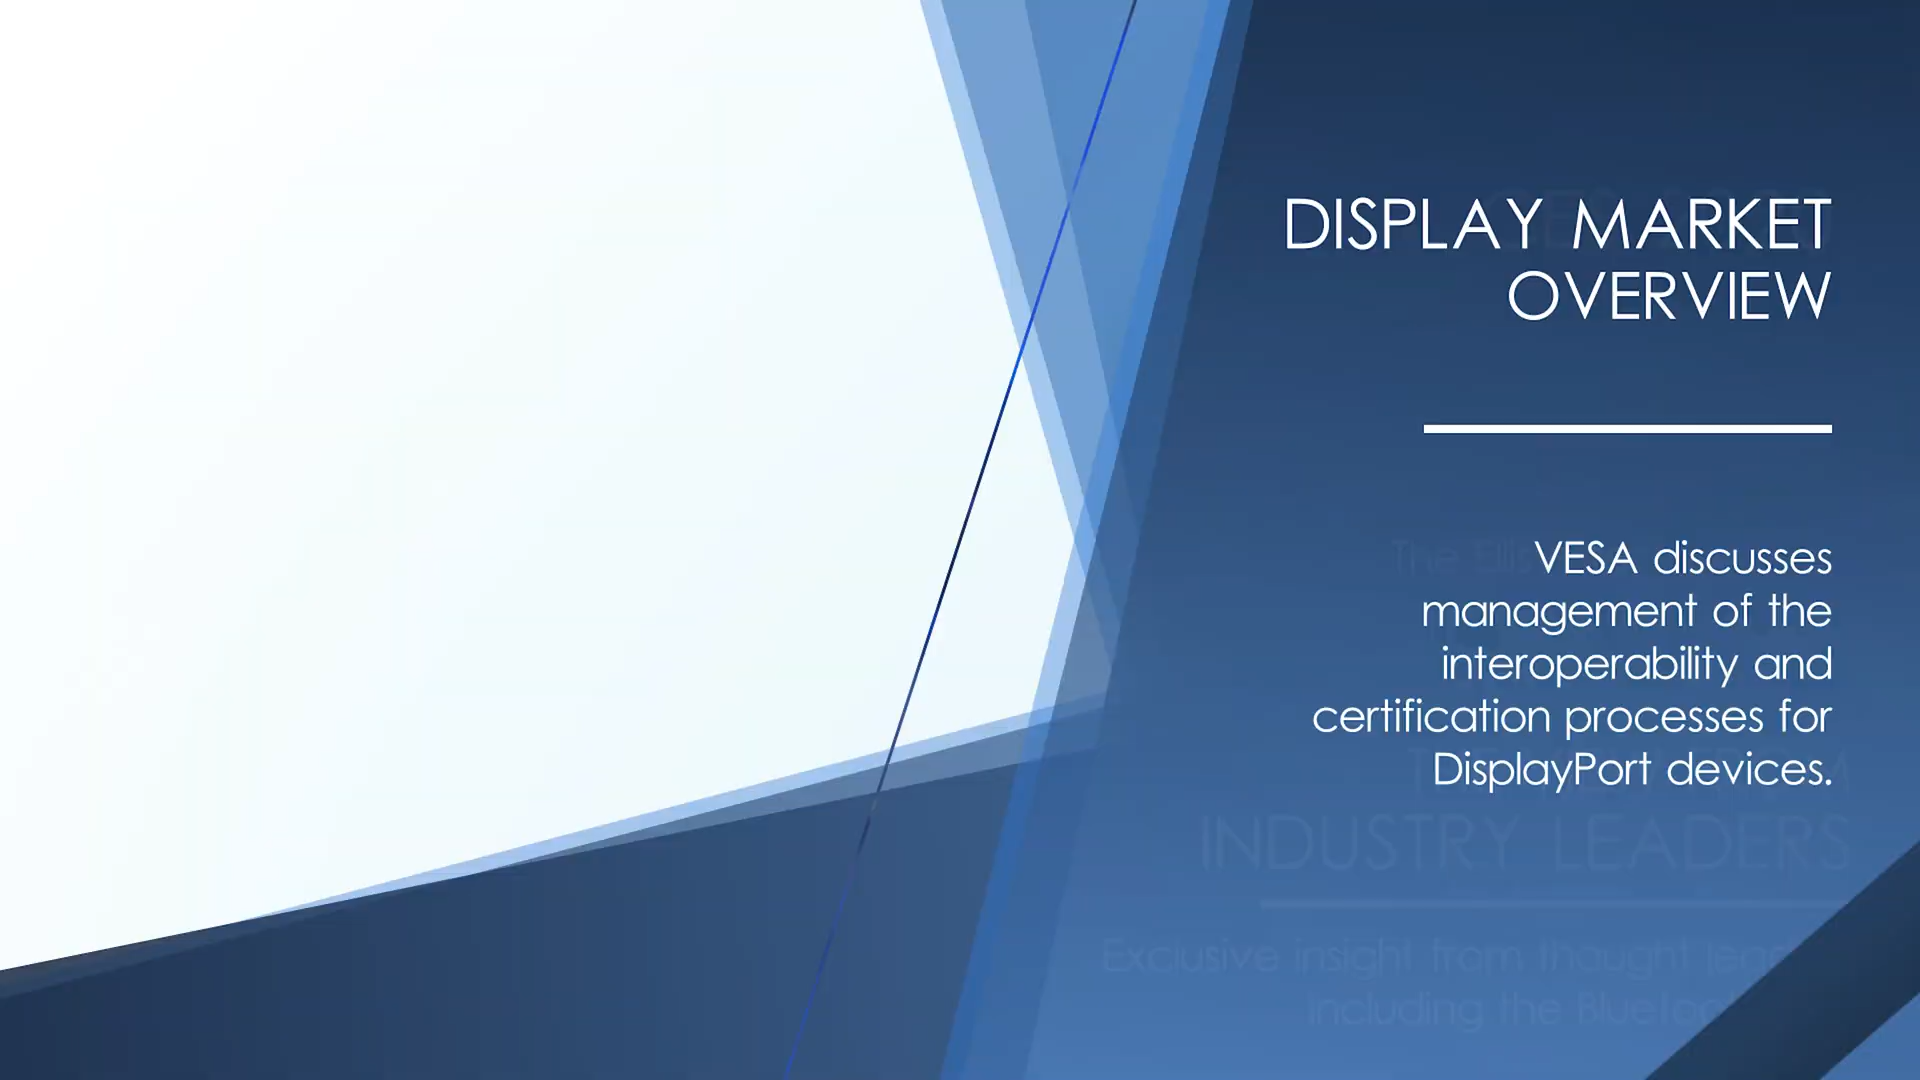 DISPLAY MARKET
OVERVIEW
VESA discusses
management of the
interoperability and
certification processes for
DisplayPort devices.
INDUSTRY LEADERS
Exclusive insight from thought
including the